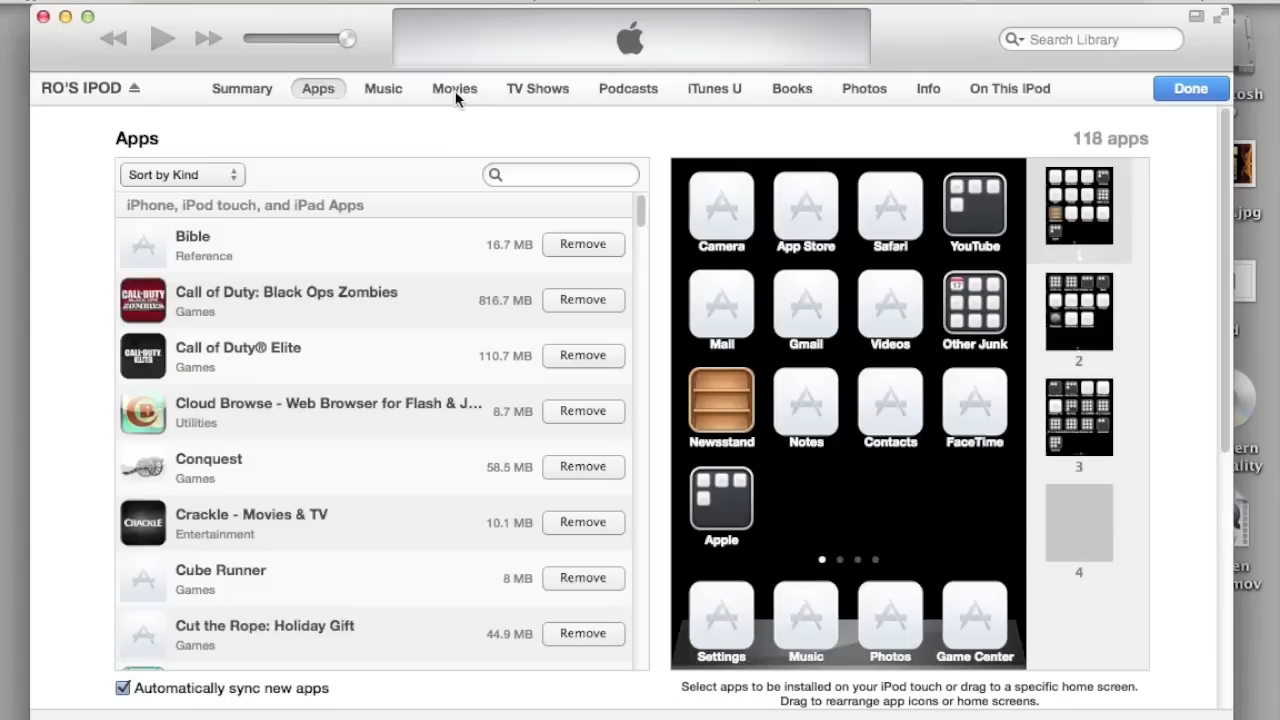 Search Library
RO'S IPOD
Summary Apps Music Movies TV Shows Podcasts iTunes U Books Photos Info On This iPod Done
Apps
118 apps
Sort by Kind
iPhone, iPod touch, and iPad Apps
Bible
Reference
16.7 MB
Remove
Call of Duty: Black Ops Zombies
Games
816.7 MB
Remove
Call of Duty® Elite
Games
110.7 MB
Remove
Cloud Browse - Web Browser for Flash & J...
Utilities
8.7 MB
Remove
Conquest
Games
58.5 MB
Remove
CRACKLE
Crackle - Movies & TV
Entertainment
10.1 MB
Remove
Cube Runner
Games
8 MB
Remove
Cut the Rope: Holiday Gift
Games
44.9 MB
Remove
Automatically sync new apps
Camera App Store Safari YouTube
Mail Gmail Videos Other Junk
Newsstand Notes Contacts FaceTime
Apple
Settings Music Photos Game Center
1
2
3
4
Select apps to be installed on your iPod touch or drag to a specific home screen.
Drag to rearrange app icons or home screens.
.jpg